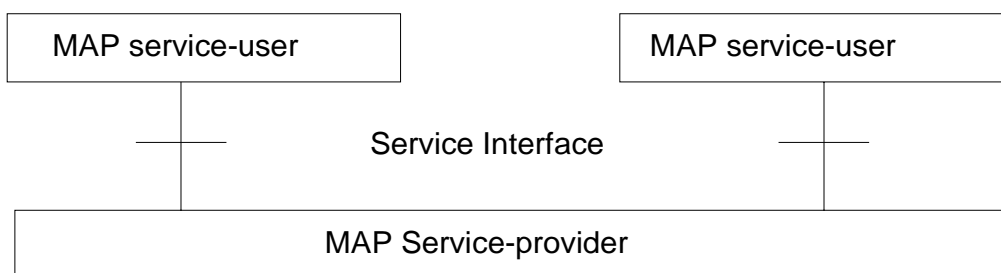 MAP service-user
MAP service-user
Service Interface
MAP Service-provider